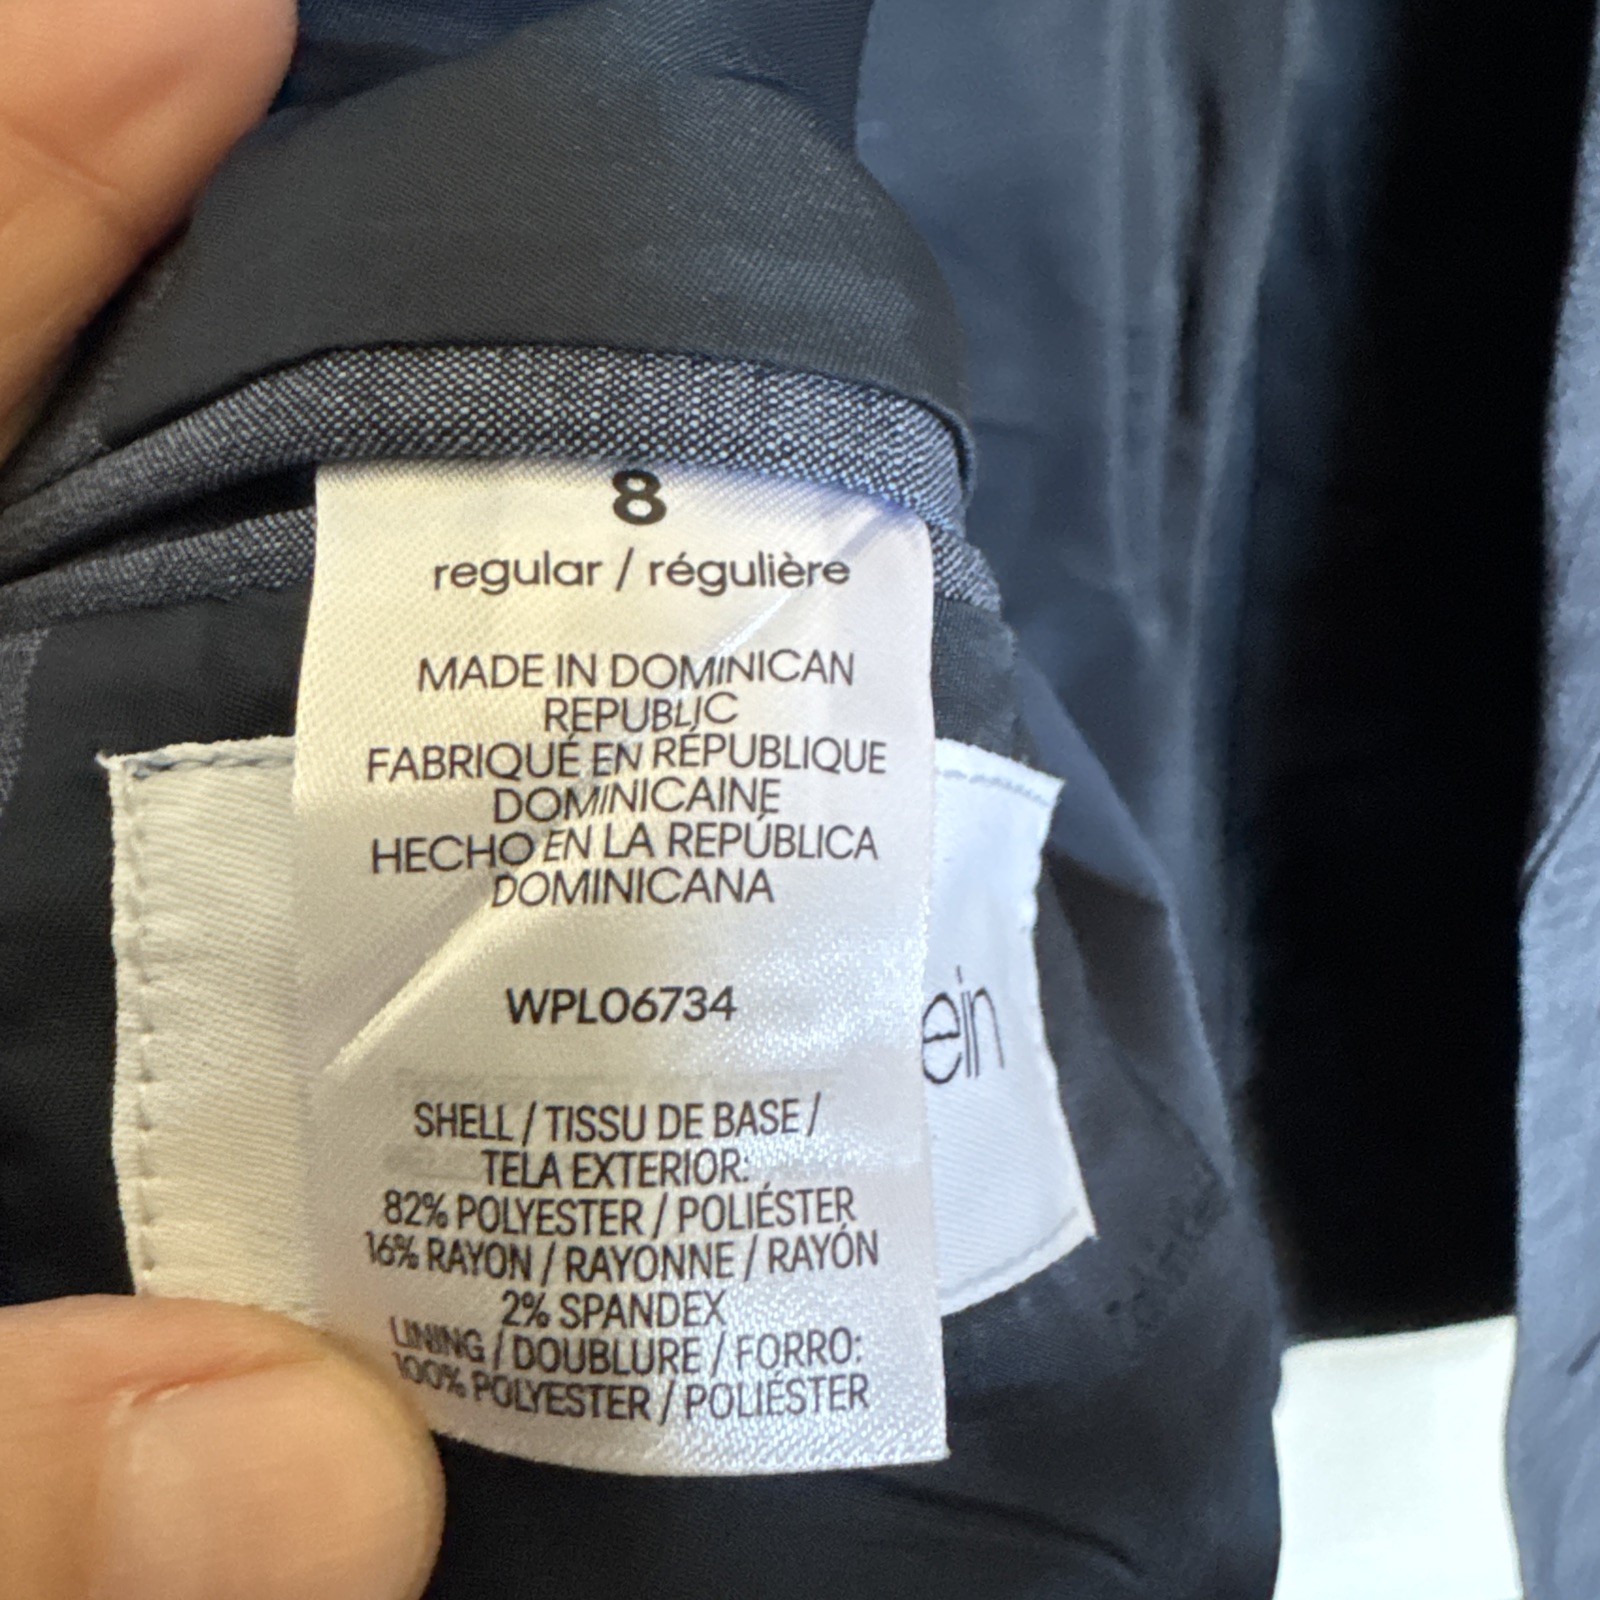 8
regular / régulière
MADE IN DOMINICAN
REPUBLIC
FABRIQUÉ EN RÉPUBLIQUE
DOMINICAINE
HECHO EN LA REPÚBLICA
DOMINICANA
WPL06734
ein
SHELL / TISSU DE BASE /
TELA EXTERIOR:
82% POLYESTER / POLIÉSTER
16% RAYON / RAYONNE / RAYÓN
2% SPANDEX
LINING / DOUBLURE / FORRO:
100% POLYESTER / POLIÉSTER